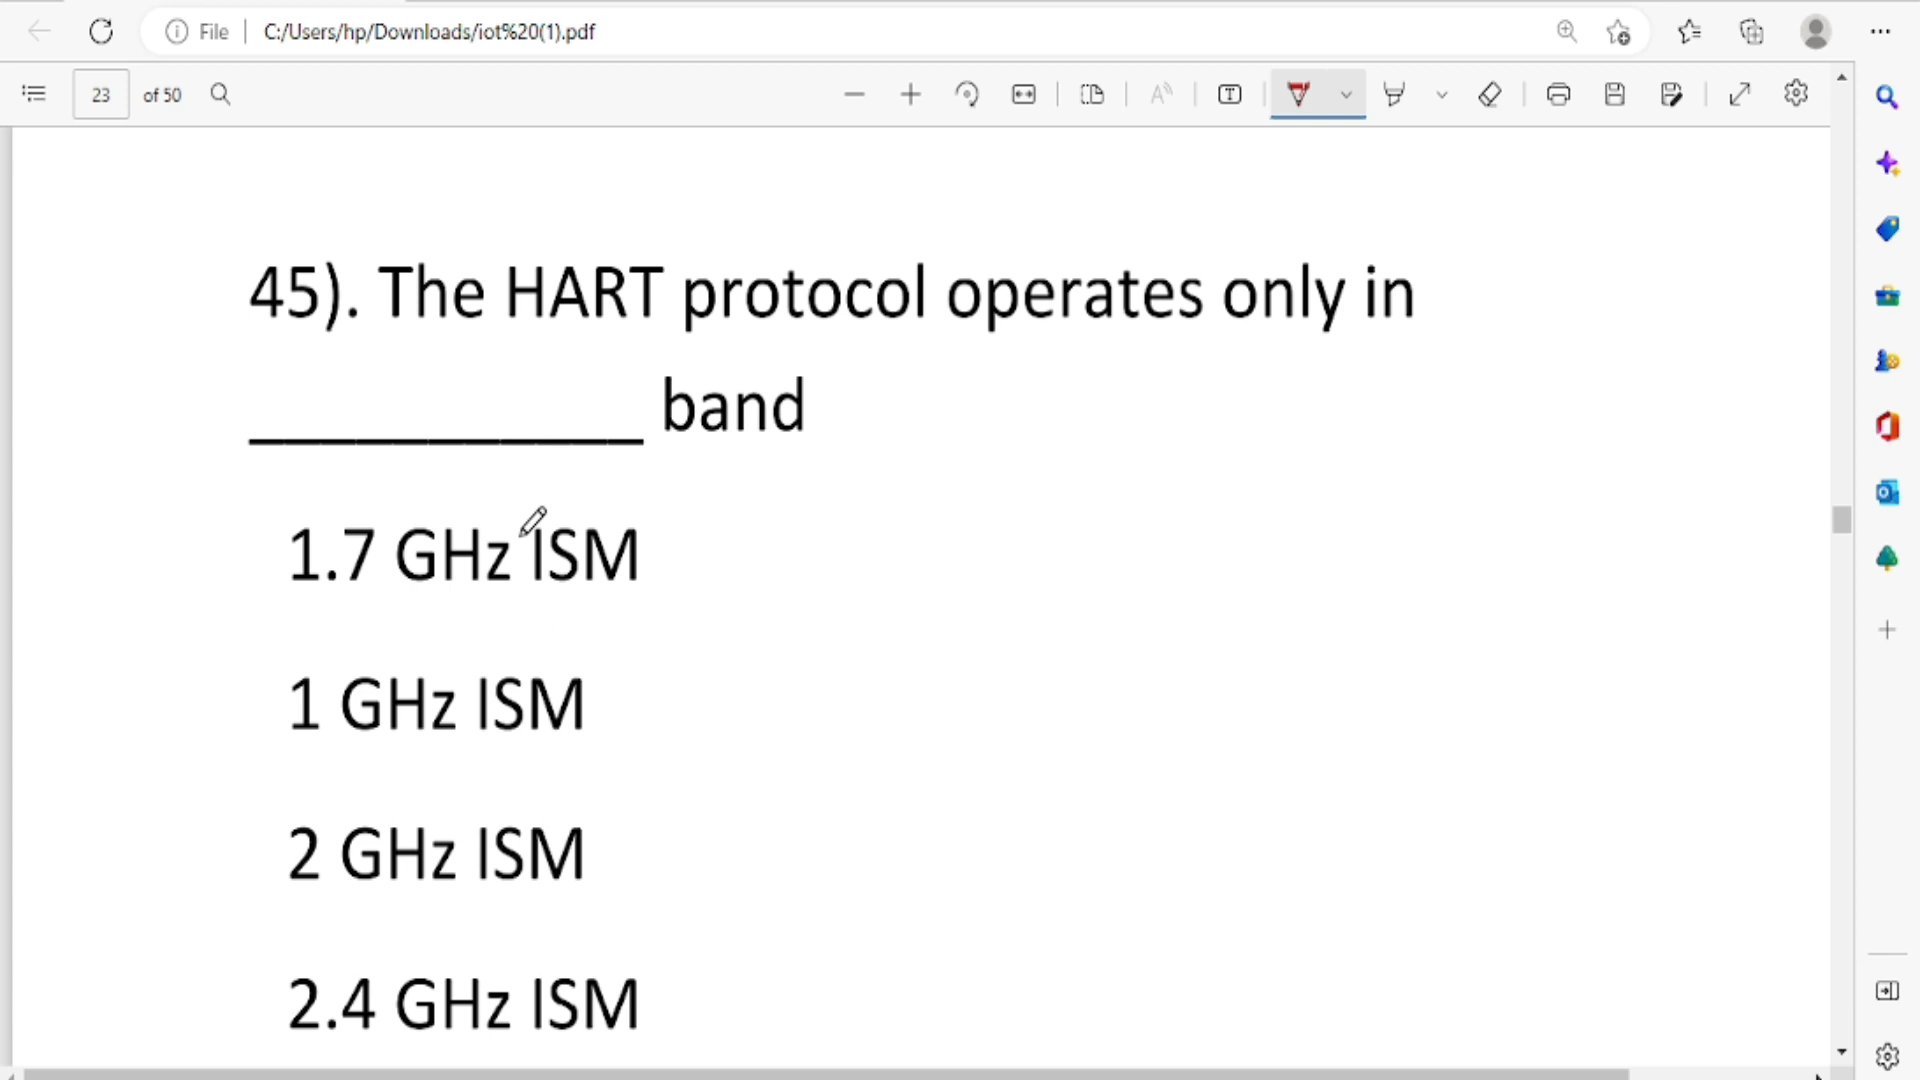 File C:/Users/hp/Downloads/iot%20(1).pdf
23 of 50
45). The HART protocol operates only in
___________ band
1.7 GHz ISM
1 GHz ISM
2 GHz ISM
2.4 GHz ISM